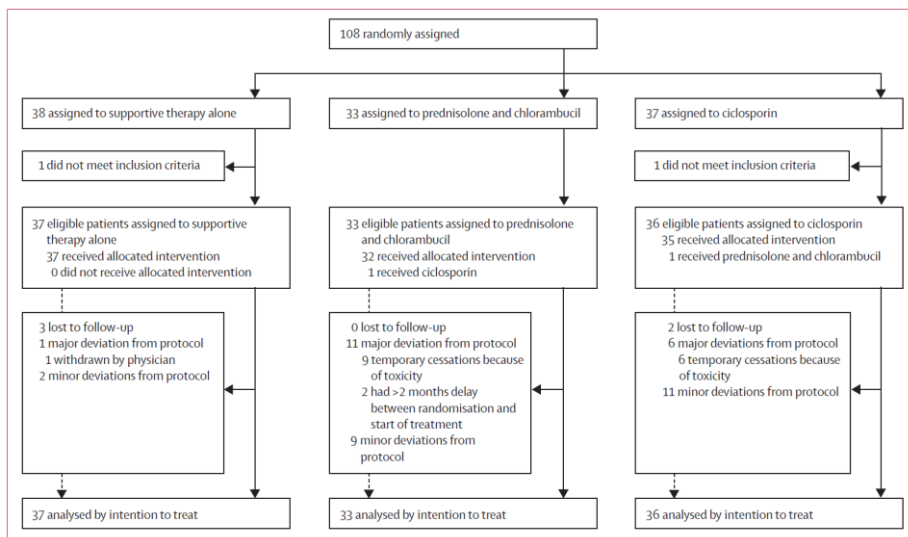 108 randomly assigned
38 assigned to supportive therapy alone
33 assigned to prednisolone and chlorambucil
37 assigned to ciclosporin
1 did not meet inclusion criteria
1 did not meet inclusion criteria
37 eligible patients assigned to supportive
therapy alone
37 received allocated intervention
0 did not receive allocated intervention
33 eligible patients assigned to prednisolone
and chlorambucil
32 received allocated intervention
1 received ciclosporin
36 eligible patients assigned to ciclosporin
35 received allocated intervention
1 received prednisolone and chlorambucil
3 lost to follow-up
1 major deviation from protocol
1 withdrawn by physician
2 minor deviations from protocol
0 lost to follow-up
11 major deviation from protocol
9 temporary cessations because
of toxicity
2 had >2 months delay
between randomisation and
start of treatment
9 minor deviations from
protocol
2 lost to follow-up
6 major deviations from protocol
6 temporary cessations because
of toxicity
11 minor deviations from protocol
37 analysed by intention to treat
33 analysed by intention to treat
36 analysed by intention to treat